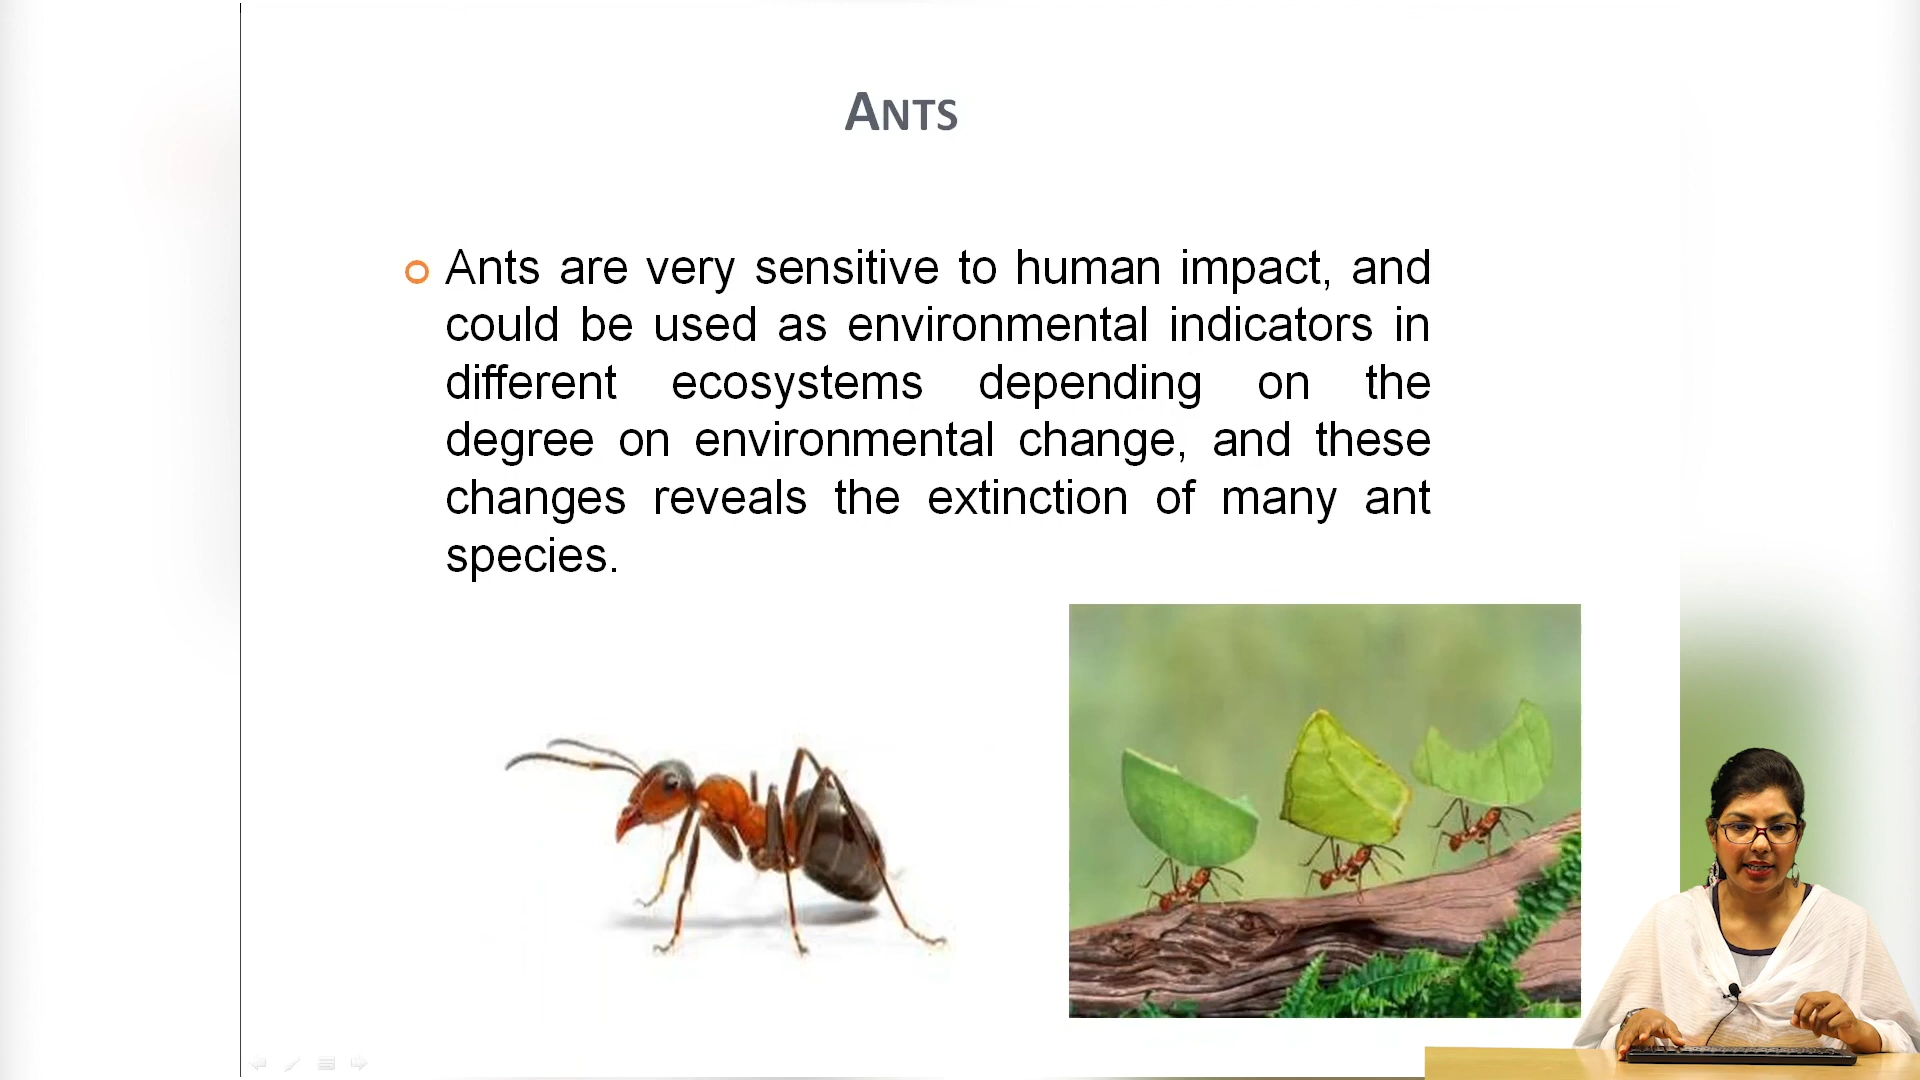 ANTS
Ants are very sensitive to human impact, and
could be used as environmental indicators in
different ecosystems depending on the
degree on environmental change, and these
changes reveals the extinction of many ant
species.